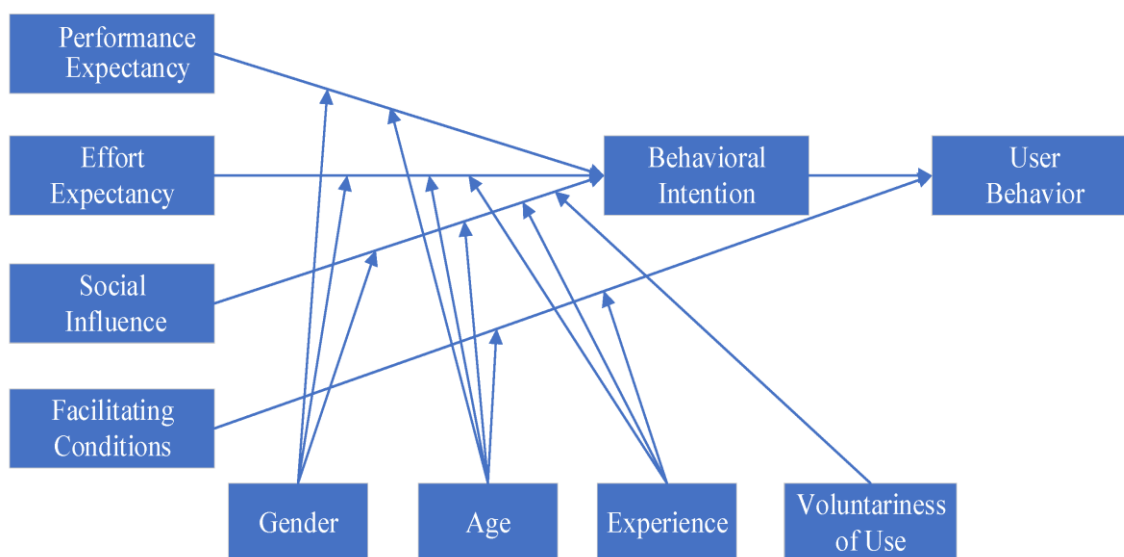 Performance
Expectancy
Effort
Expectancy
Behavioral
Intention
User
Behavior
Social
Influence
Facilitating
Conditions
Gender
Age
Experience
Voluntariness
of Use